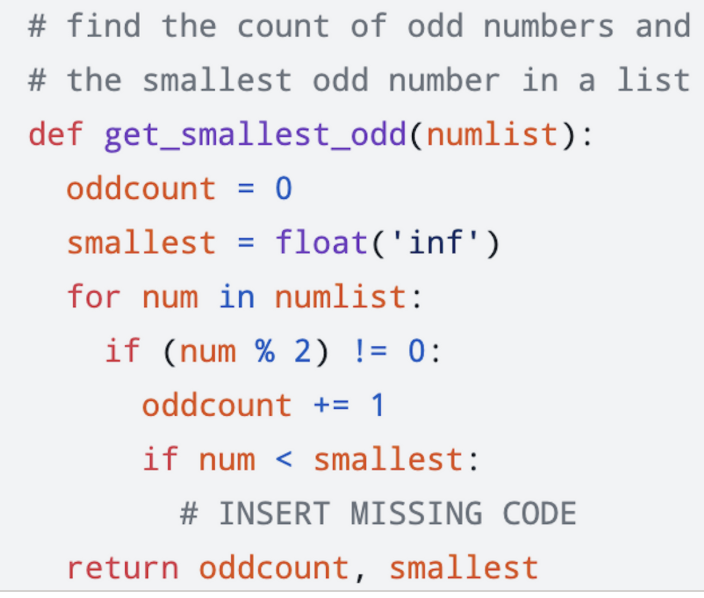 # find the count of odd numbers and
# the smallest odd number in a list
def get_smallest_odd(numlist):
  oddcount = 0
  smallest = float('inf')
  for num in numlist:
    if (num % 2) != 0:
      oddcount += 1
      if num < smallest:
        # INSERT MISSING CODE
  return oddcount, smallest